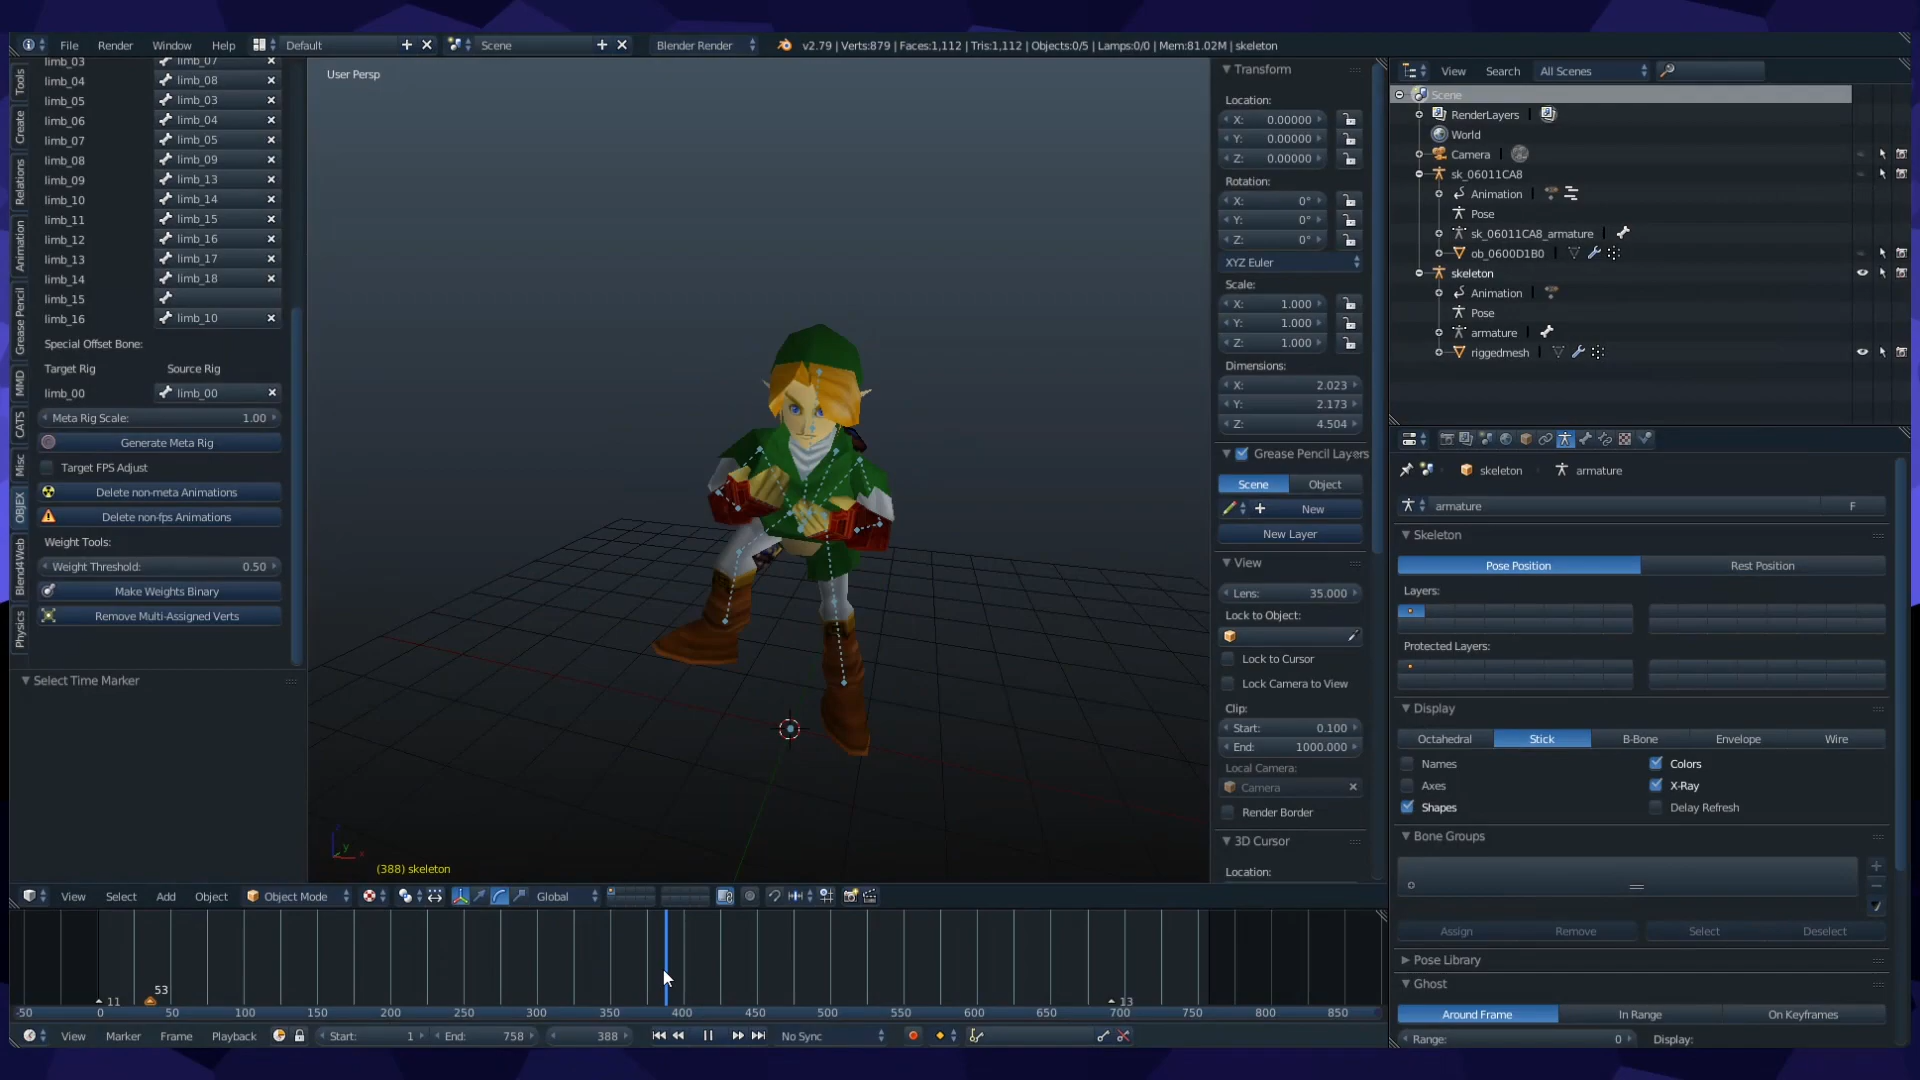 File Render Window Help Default Scene Blender Render v2.79 | Verts:879 | Faces:1,112 | Tris:1,112 | Objects:0/5 | Lamps:0/0 | Mem:81.02M | skeleton
Tools
Create
Relations
Animation
Grease Pencil
MMD
CATS
Misc
OBJEX
Blend4Web
Physics
limb_03 limb_07
limb_04 limb_08
limb_05 limb_03
limb_06 limb_04
limb_07 limb_05
limb_08 limb_09
limb_09 limb_13
limb_10 limb_14
limb_11 limb_15
limb_12 limb_16
limb_13 limb_17
limb_14 limb_18
limb_15
limb_16 limb_10
Special Offset Bone:
Target Rig Source Rig
limb_00 limb_00
Meta Rig Scale: 1.00
Generate Meta Rig
Target FPS Adjust
Delete non-meta Animations
Delete non-fps Animations
Weight Tools:
Weight Threshold: 0.50
Make Weights Binary
Remove Multi-Assigned Verts
Select Time Marker
User Persp
(388) skeleton
Transform
Location:
X: 0.00000
Y: 0.00000
Z: 0.00000
Rotation:
X: 0°
Y: 0°
Z: 0°
XYZ Euler
Scale:
X: 1.000
Y: 1.000
Z: 1.000
Dimensions:
X: 2.023
Y: 2.173
Z: 4.504
Grease Pencil Layers
Scene Object
New
New Layer
View
Lens: 35.000
Lock to Object:
Lock to Cursor
Lock Camera to View
Clip:
Start: 0.100
End: 1000.000
Local Camera:
Camera
Render Border
3D Cursor
Location:
View Search All Scenes
Scene
RenderLayers
World
Camera
sk_06011CA8
Animation
Pose
sk_06011CA8_armature
ob_0600D1B0
skeleton
Animation
Pose
armature
riggedmesh
skeleton armature
armature F
Skeleton
Pose Position Rest Position
Layers:
Protected Layers:
Display
Octahedral Stick B-Bone Envelope Wire
Names Colors
Axes X-Ray
Shapes Delay Refresh
Bone Groups
Assign Remove Select Deselect
Pose Library
Ghost
Around Frame In Range On Keyframes
Range: 0 Display:
View Select Add Object Object Mode Global
53
11 13
-50 0 50 100 150 200 250 300 350 400 450 500 550 600 650 700 750 800 850
View Marker Frame Playback Start: 1 End: 758 388 No Sync